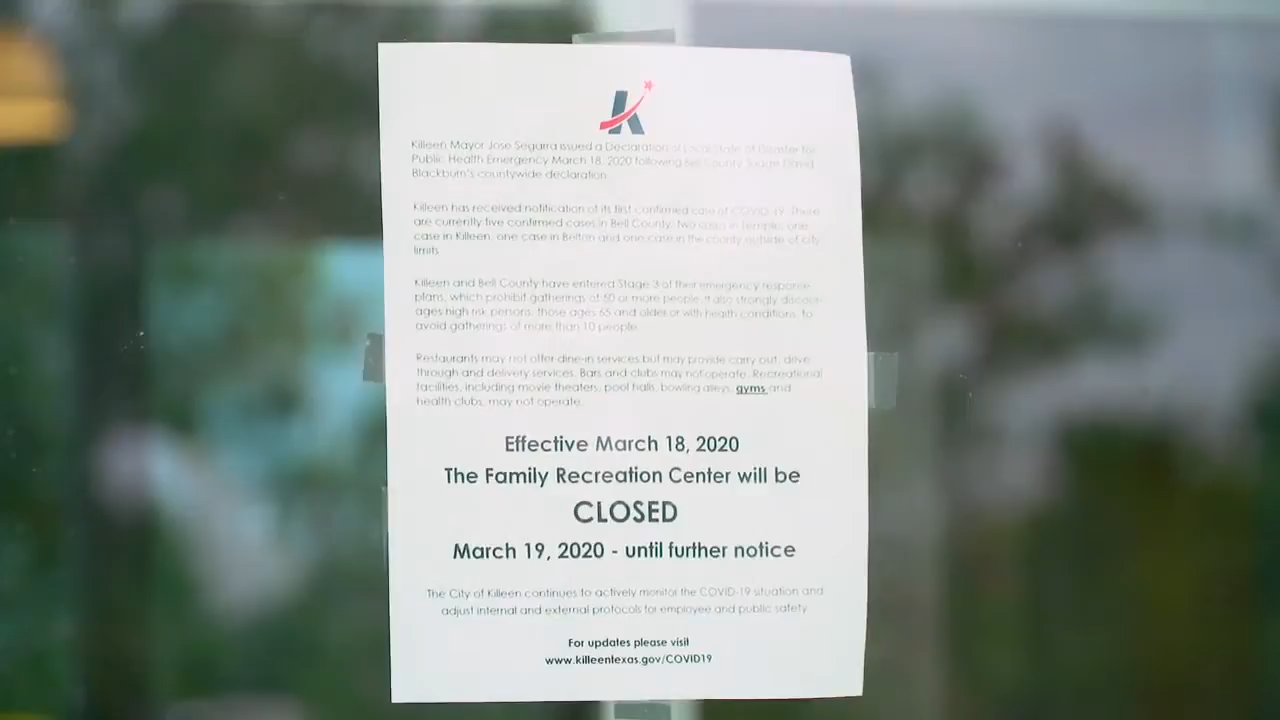 K
Killeen Mayor Jose Segarra issued a Declaration of Local State of Disaster for
Public Health Emergency March 18, 2020 following Bell County Judge David
Blackburn's countywide declaration.
Killeen has received notification of its first confirmed case of COVID-19. There
are currently five confirmed cases in Bell County: two cases in Temple, one
case in Killeen, one case in Belton and one case in the county outside of city
limits.
Killeen and Bell County have entered Stage 3 of their emergency response
plans, which prohibit gatherings of 50 or more people. It also strongly discour-
ages high risk persons, those ages 65 and older or with health conditions, to
avoid gatherings of more than 10 people.
Restaurants may not offer dine-in services but may provide carry out, drive
through and delivery services. Bars and clubs may not operate. Recreational
facilities, including movie theaters, pool halls, bowling alleys, gyms and
health clubs, may not operate.
Effective March 18, 2020
The Family Recreation Center will be
CLOSED
March 19, 2020 - until further notice
The City of Killeen continues to actively monitor the COVID-19 situation and
adjust internal and external protocols for employee and public safety.
For updates please visit
www.killeentexas.gov/COVID19